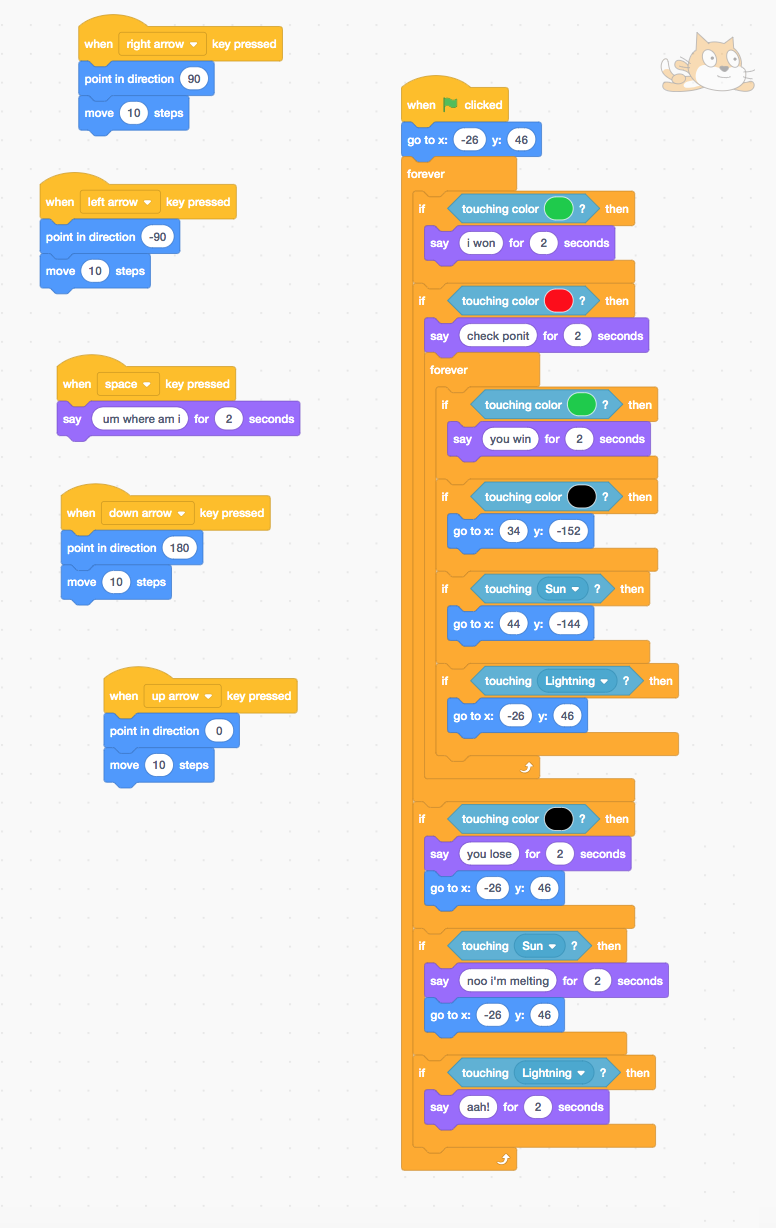 when right arrow key pressed
point in direction 90
move 10 steps
when left arrow key pressed
point in direction -90
move 10 steps
when space key pressed
say um where am i for 2 seconds
when down arrow key pressed
point in direction 180
move 10 steps
when up arrow key pressed
point in direction 0
move 10 steps
when clicked
go to x: -26 y: 46
forever
if touching color ? then
say i won for 2 seconds
if touching color ? then
say check ponit for 2 seconds
forever
if touching color ? then
say you win for 2 seconds
if touching color ? then
go to x: 34 y: -152
if touching Sun ? then
go to x: 44 y: -144
if touching Lightning ? then
go to x: -26 y: 46
if touching color ? then
say you lose for 2 seconds
go to x: -26 y: 46
if touching Sun ? then
say noo i'm melting for 2 seconds
go to x: -26 y: 46
if touching Lightning ? then
say aah! for 2 seconds